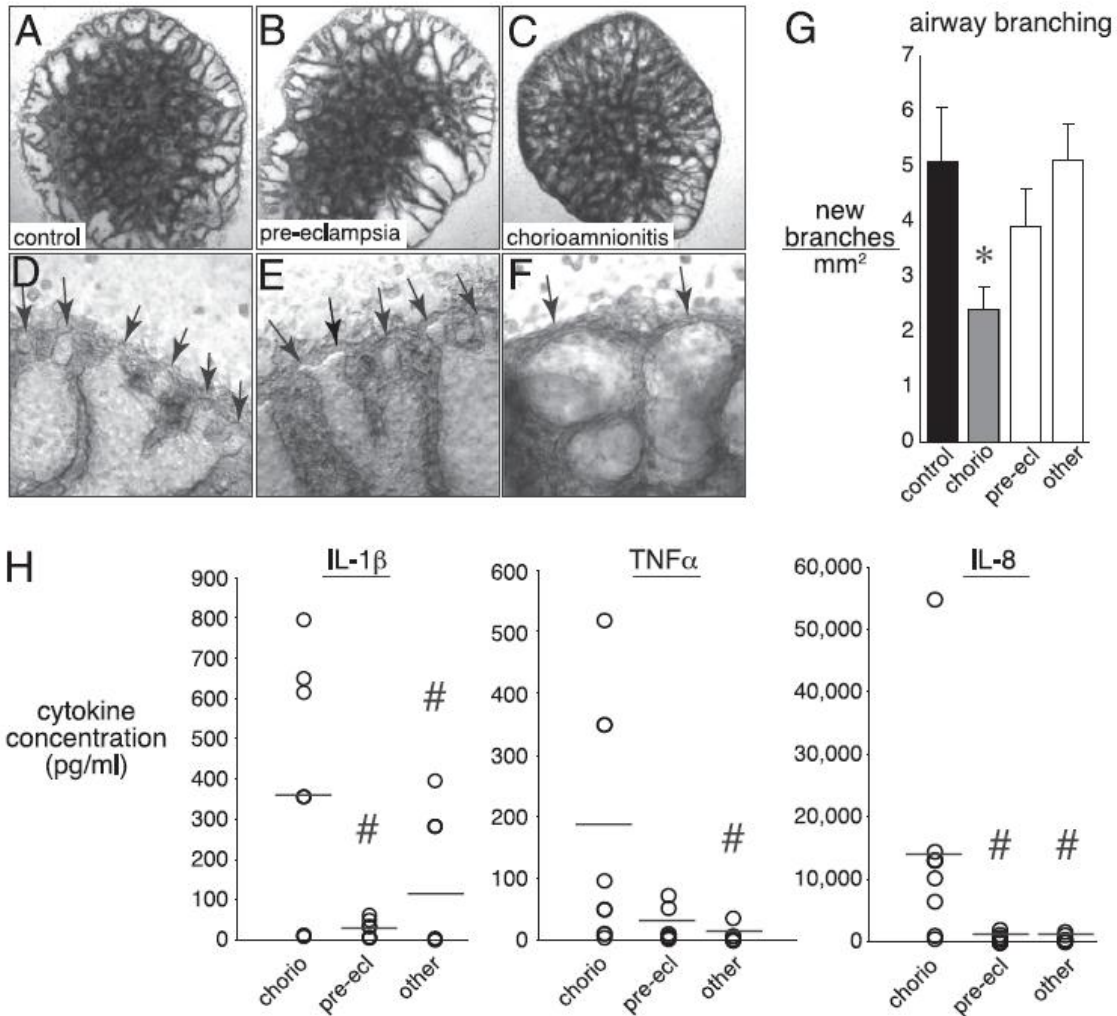 A
control
B
pre-eclampsia
C
chorioamnionitis
D
E
F
G
airway branching
7
6
5
4
3
2
1
0
new
branches
mm²
*
control
chorio
pre-ecl
other
H
cytokine
concentration
(pg/ml)
IL-1β
900
800
700
600
500
400
300
200
100
0
#
#
chorio
pre-ecl
other
TNFα
600
500
400
300
200
100
0
#
chorio
pre-ecl
other
IL-8
60,000
50,000
40,000
30,000
20,000
10,000
0
#
#
chorio
pre-ecl
other